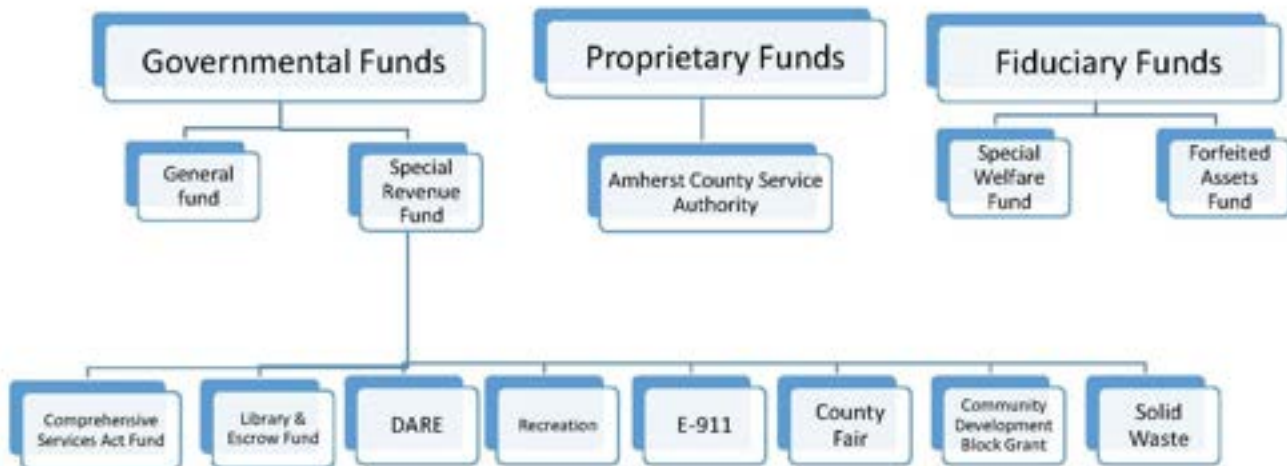 Governmental Funds
Proprietary Funds
Fiduciary Funds
General
fund
Special
Revenue
Fund
Amherst County Service
Authority
Special
Welfare
Fund
Forfeited
Assets
Fund
Comprehensive
Services Act Fund
Library &
Escrow Fund
DARE
Recreation
E-911
County
Fair
Community
Development
Block Grant
Solid
Waste